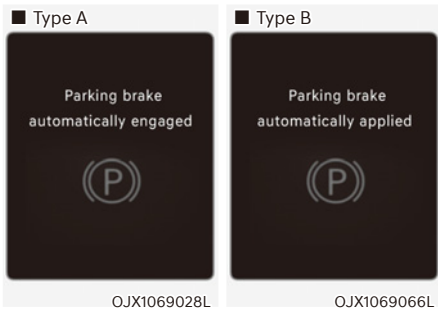 ■ Type A
Parking brake
automatically engaged
P
OJX1069028L
■ Type B
Parking brake
automatically applied
P
OJX1069066L